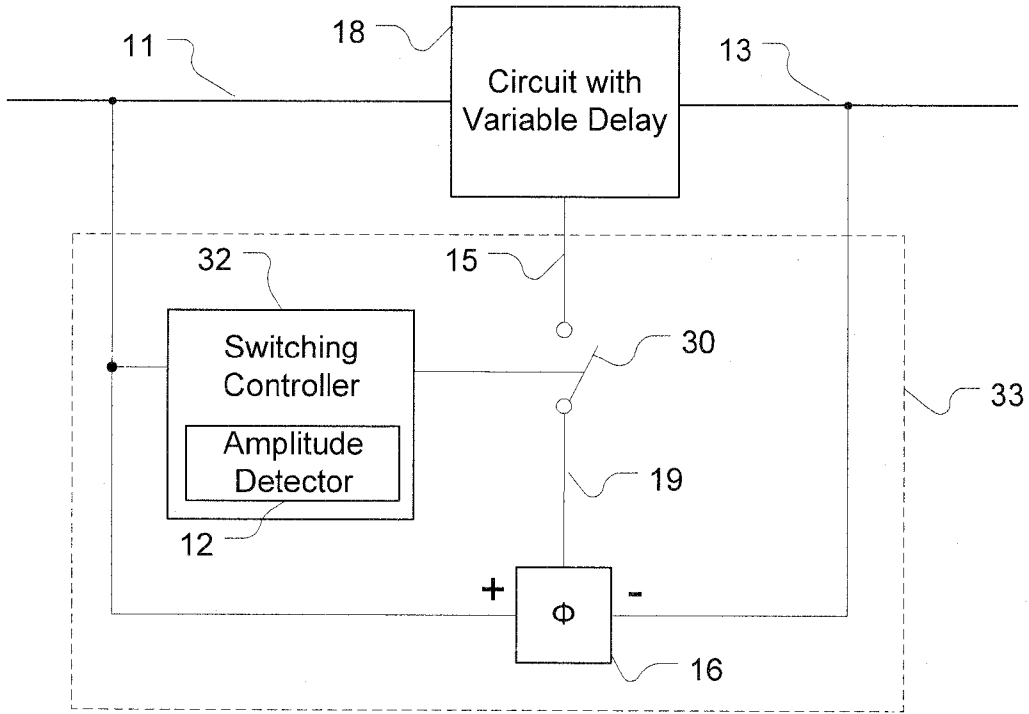 18
11
13
Circuit with
Variable Delay
32
15
Switching
Controller
30
33
Amplitude
Detector
19
12
+
-
Φ
16